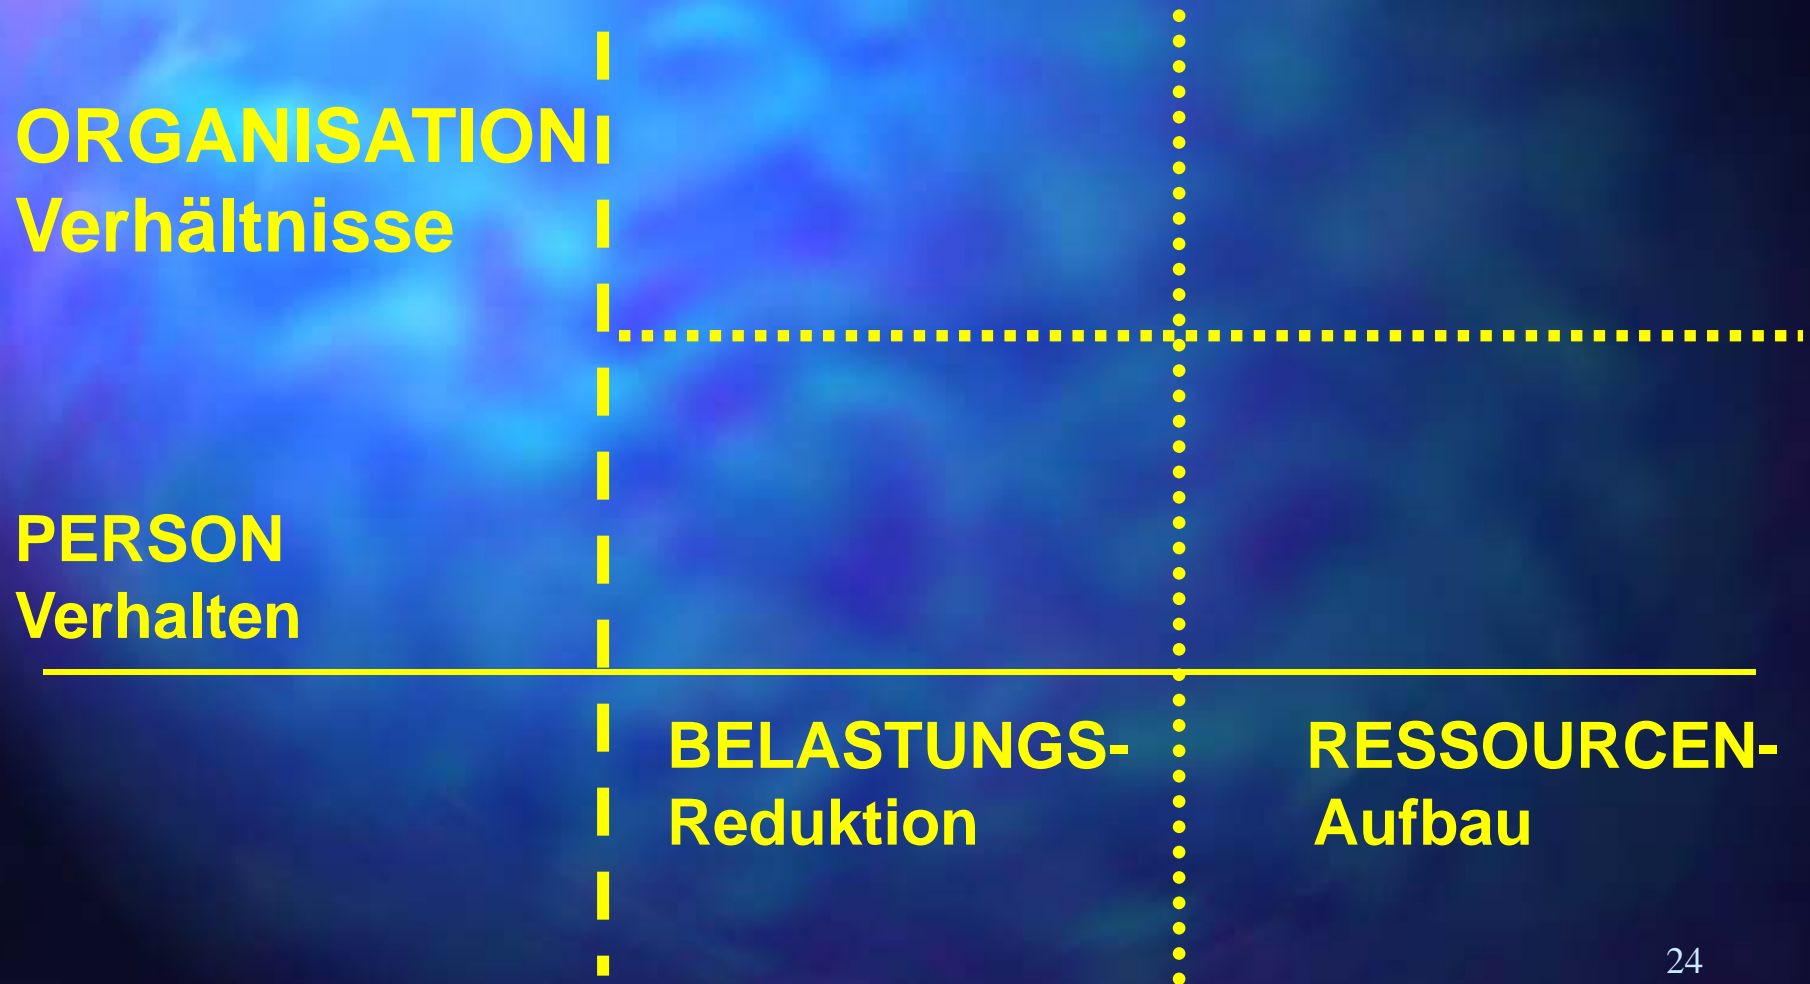 ORGANISATION
Verhältnisse
PERSON
Verhalten
BELASTUNGS-
Reduktion
RESSOURCEN-
Aufbau
24